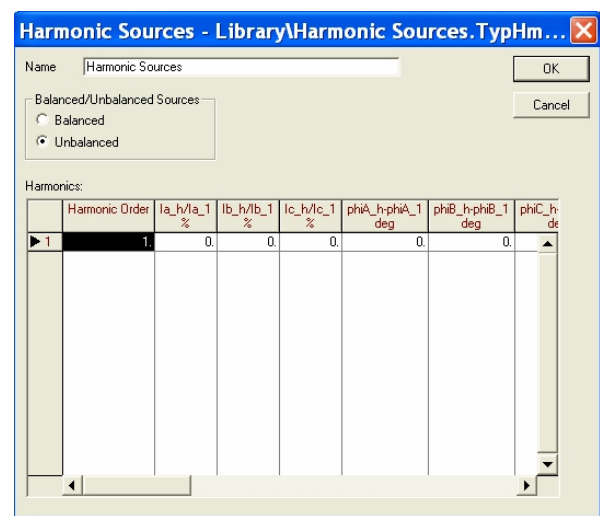 Harmonic Sources - Library\Harmonic Sources.TypHm...
Name Harmonic Sources OK
Balanced/Unbalanced Sources Cancel
Balanced
Unbalanced
Harmonics:
Harmonic Order Ia_h/Ia_1 Ib_h/Ib_1 Ic_h/Ic_1 phiA_h-phiA_1 phiB_h-phiB_1 phiC_h-
% % % deg deg de
1 1. 0. 0. 0. 0. 0.